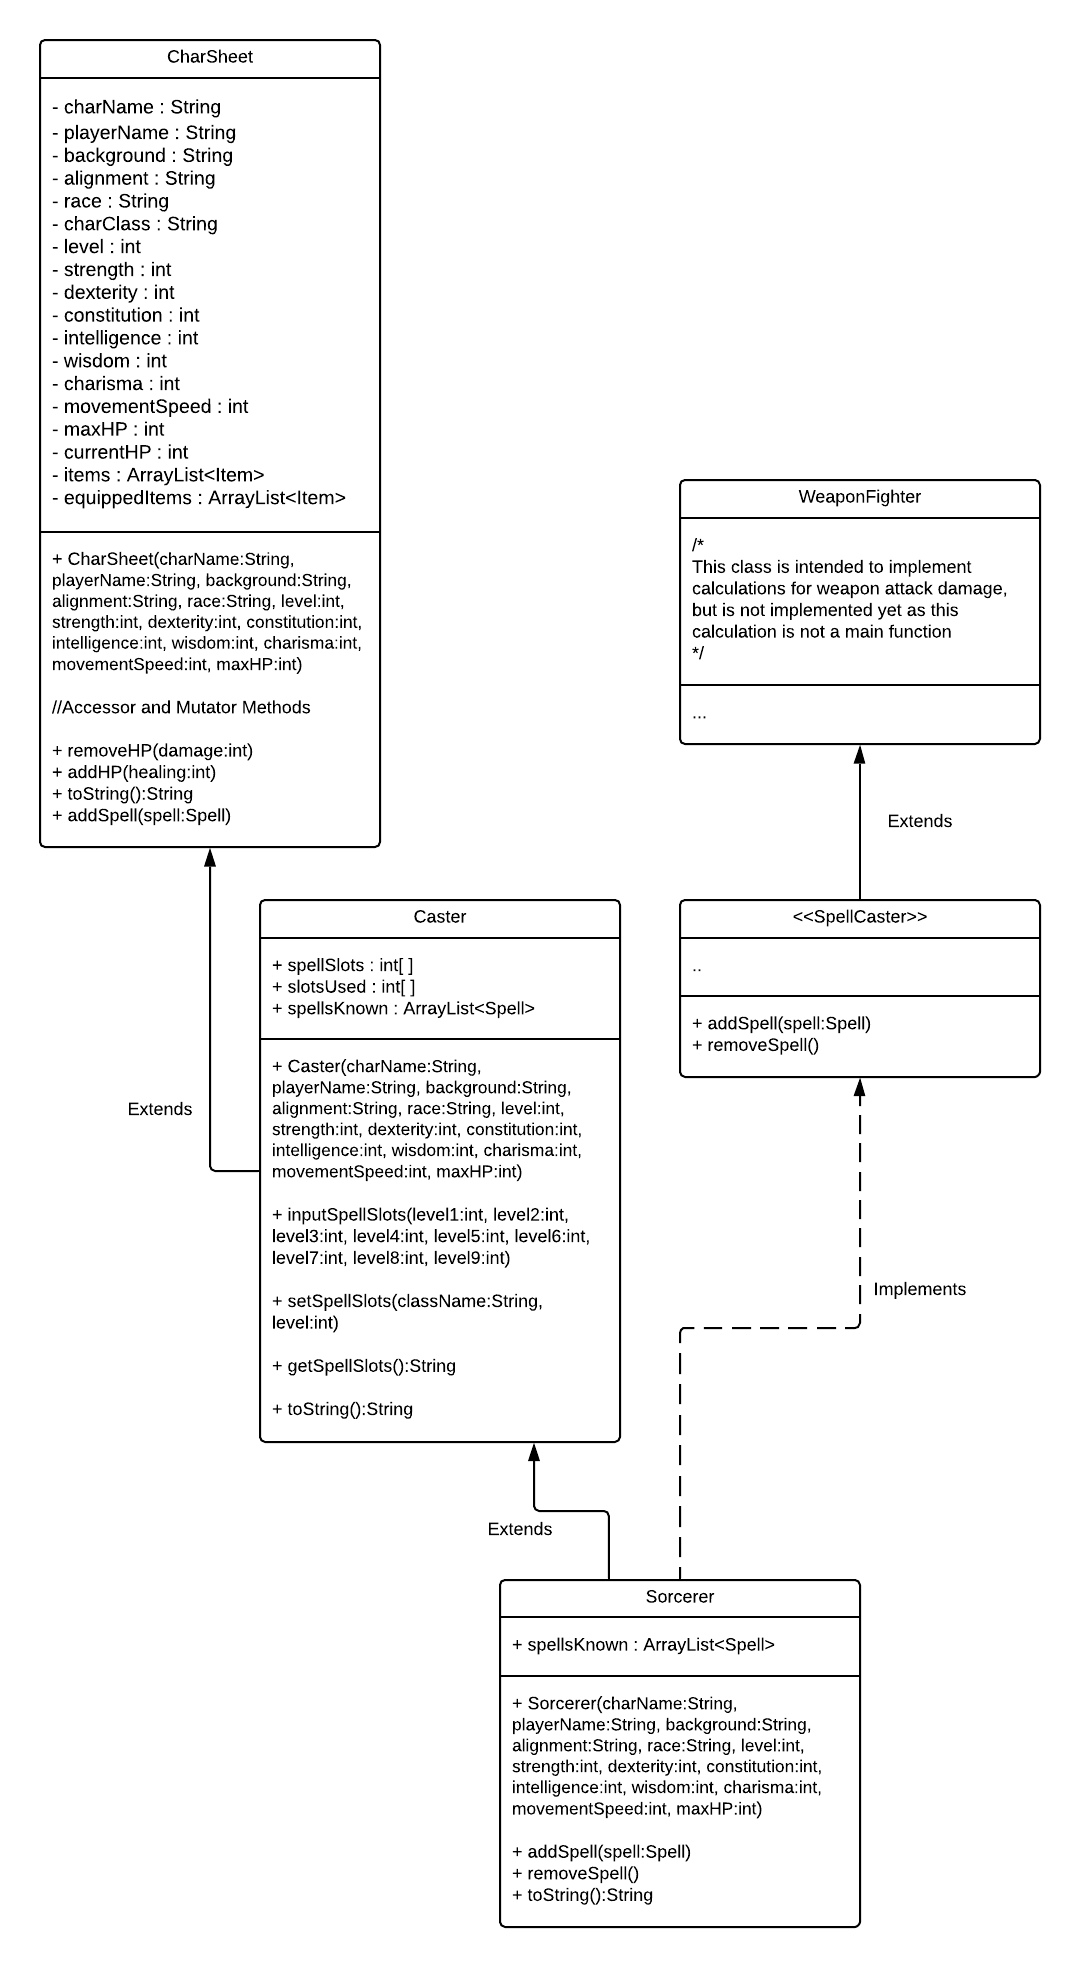 CharSheet
- charName : String
- playerName : String
- background : String
- alignment : String
- race : String
- charClass : String
- level : int
- strength : int
- dexterity : int
- constitution : int
- intelligence : int
- wisdom : int
- charisma : int
- movementSpeed : int
- maxHP : int
- currentHP : int
- items : ArrayList<Item>
- equippedItems : ArrayList<Item>
+ CharSheet(charName:String,
playerName:String, background:String,
alignment:String, race:String, level:int,
strength:int, dexterity:int, constitution:int,
intelligence:int, wisdom:int, charisma:int,
movementSpeed:int, maxHP:int)
//Accessor and Mutator Methods
+ removeHP(damage:int)
+ addHP(healing:int)
+ toString():String
+ addSpell(spell:Spell)
WeaponFighter
/*
This class is intended to implement
calculations for weapon attack damage,
but is not implemented yet as this
calculation is not a main function
*/
...
Extends
Caster
+ spellSlots : int[ ]
+ slotsUsed : int[ ]
+ spellsKnown : ArrayList<Spell>
+ Caster(charName:String,
playerName:String, background:String,
alignment:String, race:String, level:int,
strength:int, dexterity:int, constitution:int,
intelligence:int, wisdom:int, charisma:int,
movementSpeed:int, maxHP:int)
+ inputSpellSlots(level1:int, level2:int,
level3:int, level4:int, level5:int, level6:int,
level7:int, level8:int, level9:int)
+ setSpellSlots(className:String,
level:int)
+ getSpellSlots():String
+ toString():String
<<SpellCaster>>
..
+ addSpell(spell:Spell)
+ removeSpell()
Extends
Implements
Extends
Sorcerer
+ spellsKnown : ArrayList<Spell>
+ Sorcerer(charName:String,
playerName:String, background:String,
alignment:String, race:String, level:int,
strength:int, dexterity:int, constitution:int,
intelligence:int, wisdom:int, charisma:int,
movementSpeed:int, maxHP:int)
+ addSpell(spell:Spell)
+ removeSpell()
+ toString():String